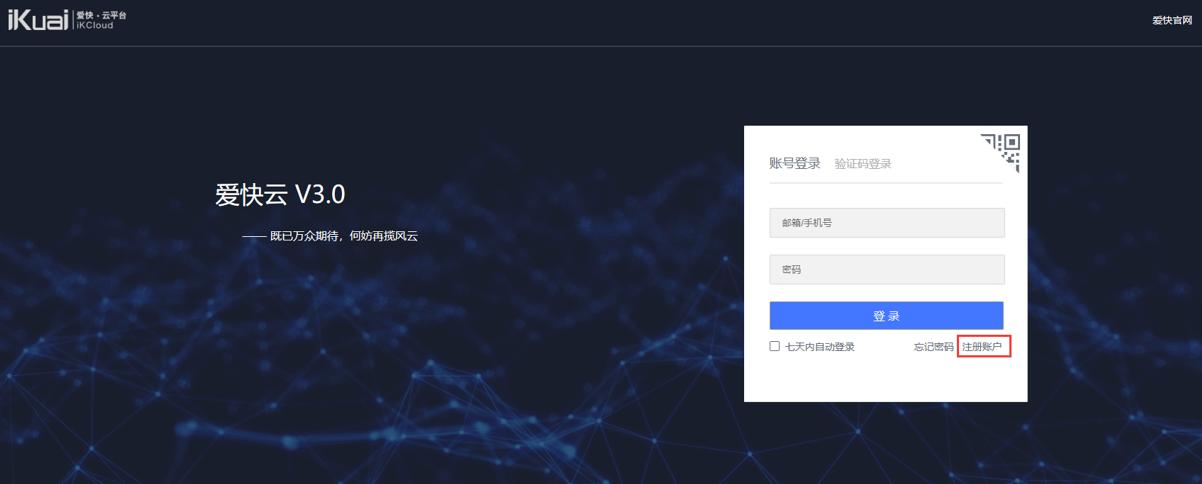 iKuai 爱快·云平台
iKCloud
爱快官网
爱快云 V3.0
—— 既已万众期待，何妨再揽风云
账号登录 验证码登录
邮箱/手机号
密码
登 录
七天内自动登录 忘记密码 注册账户